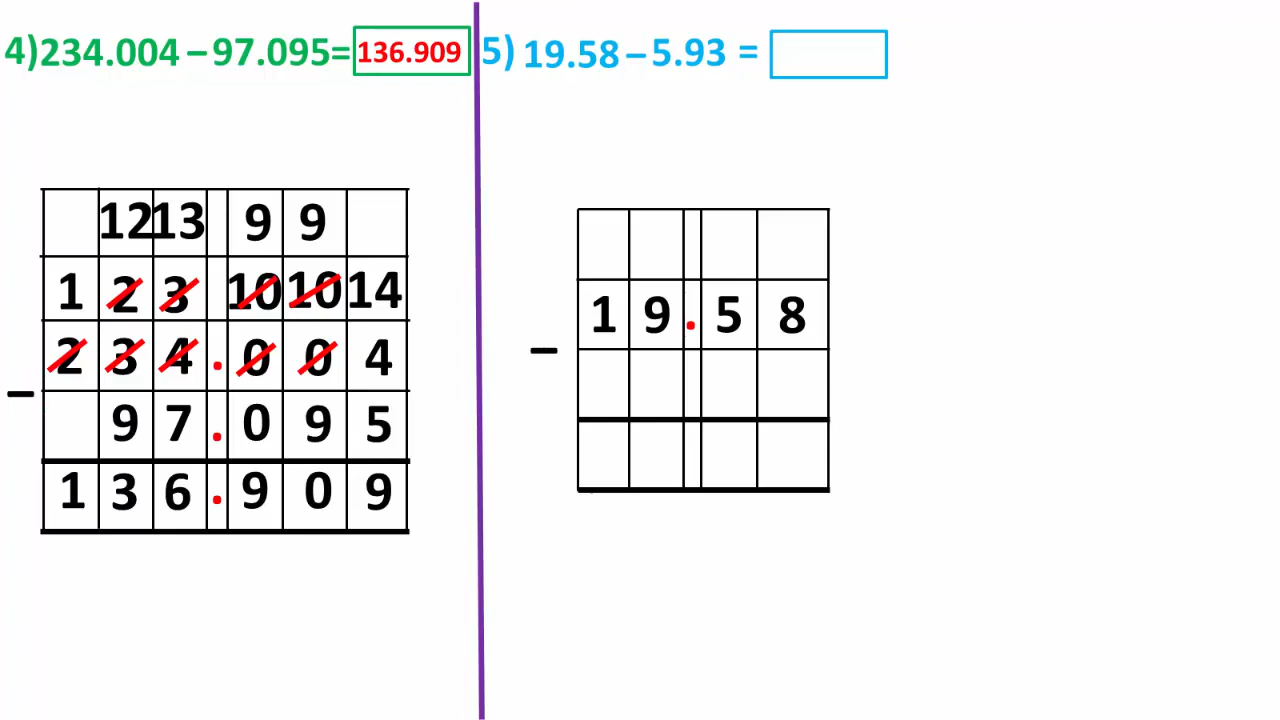 4)234.004 – 97.095= 136.909
12 13 9 9
1 2 3 10 10 14
2 3 4 . 0 0 4
–
9 7 . 0 9 5
1 3 6 . 9 0 9
5) 19.58 – 5.93 =
1 9 . 5 8
–